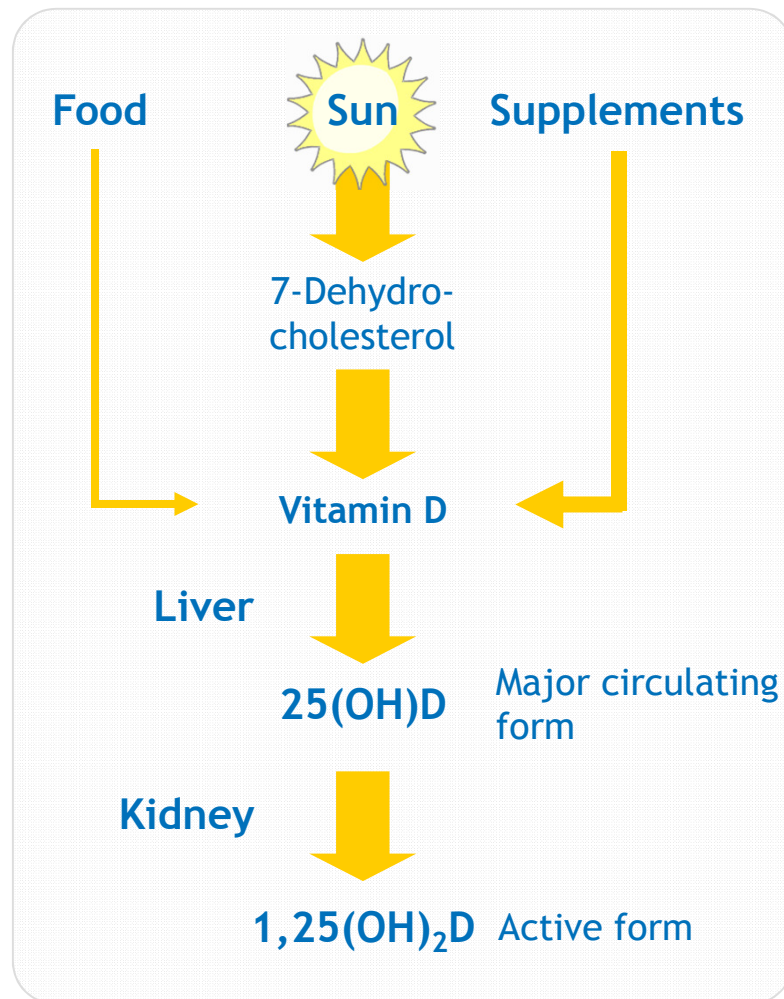 Food
Sun
Supplements
7-Dehydro-
cholesterol
Vitamin D
Liver
25(OH)D
Major circulating
form
Kidney
1,25(OH)₂D
Active form